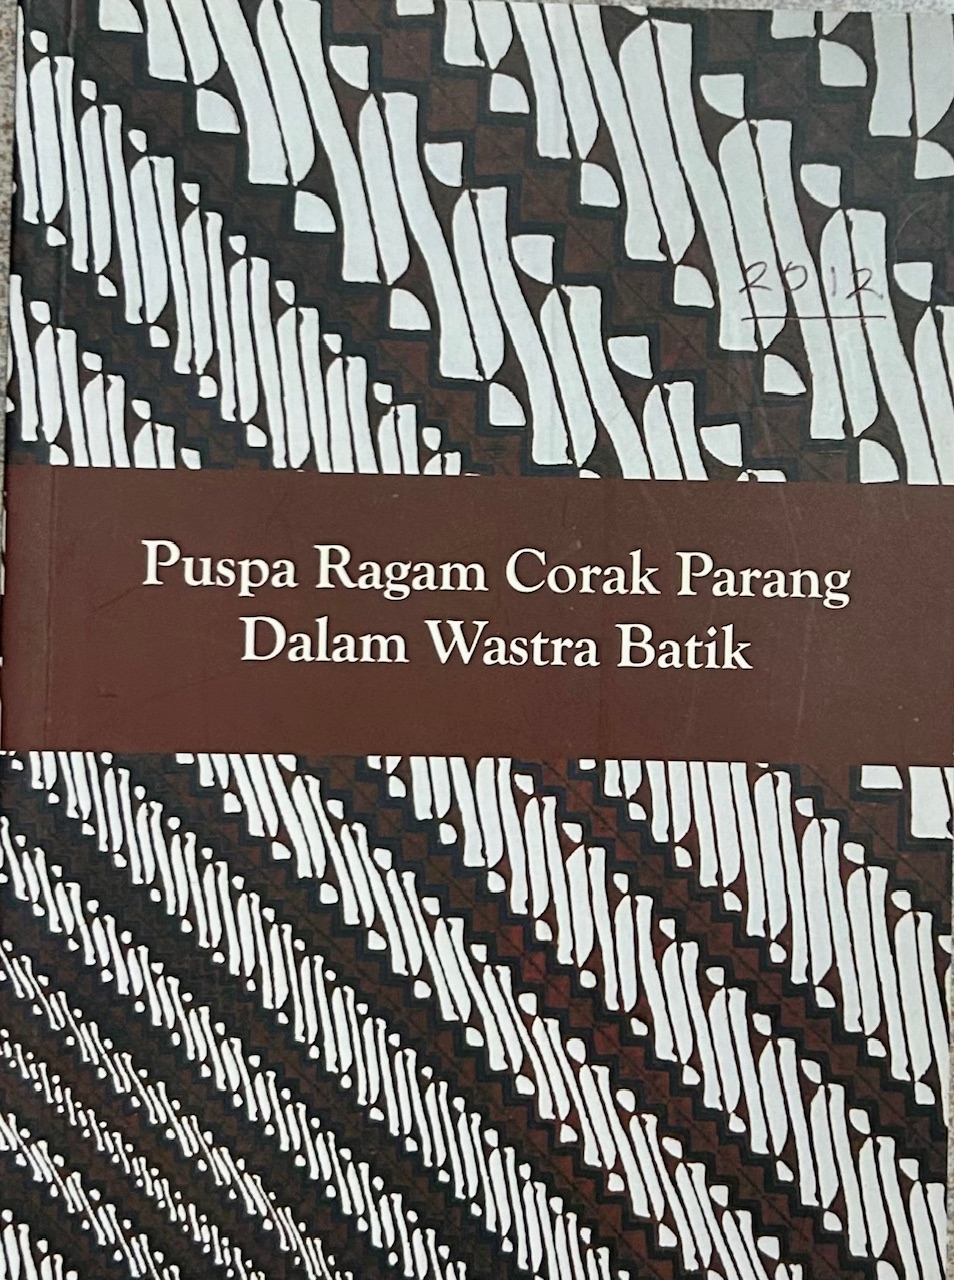 2012
Puspa Ragam Corak Parang
Dalam Wastra Batik